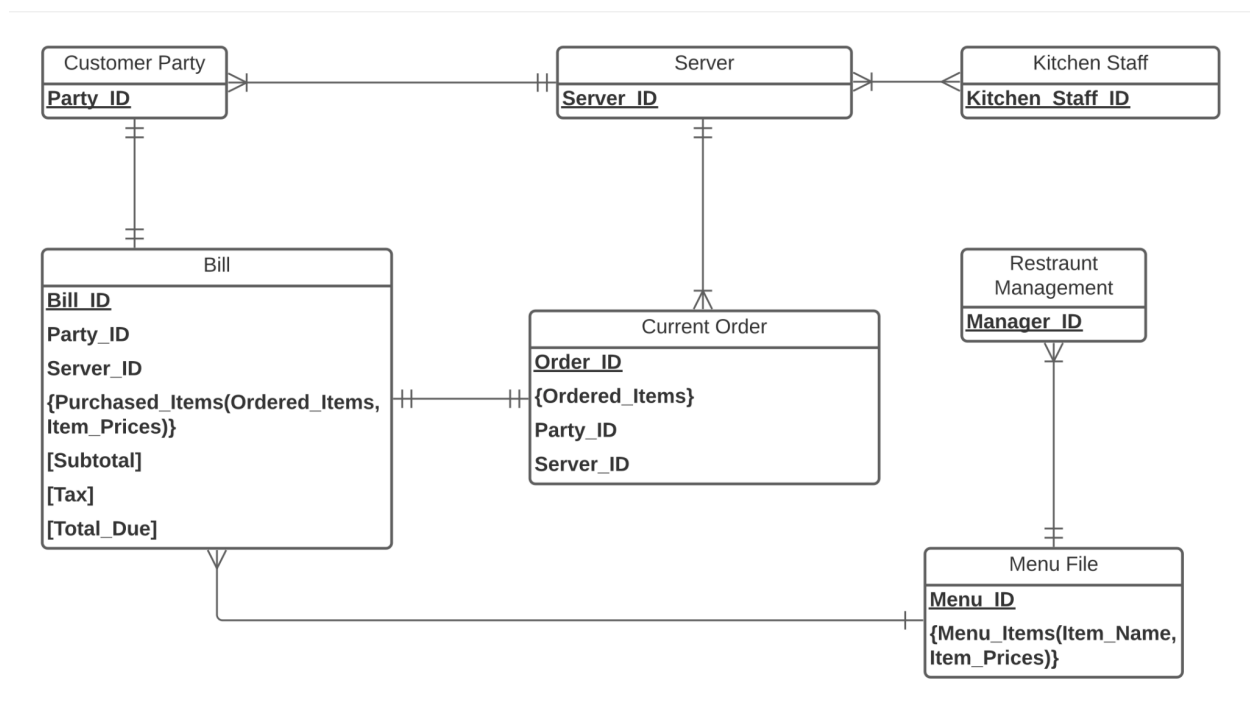 Customer Party
Party_ID
Server
Server_ID
Kitchen Staff
Kitchen_Staff_ID
Bill
Bill_ID
Party_ID
Server_ID
{Purchased_Items(Ordered_Items,
Item_Prices)}
[Subtotal]
[Tax]
[Total_Due]
Current Order
Order_ID
{Ordered_Items}
Party_ID
Server_ID
Restraunt
Management
Manager_ID
Menu File
Menu_ID
{Menu_Items(Item_Name,
Item_Prices)}